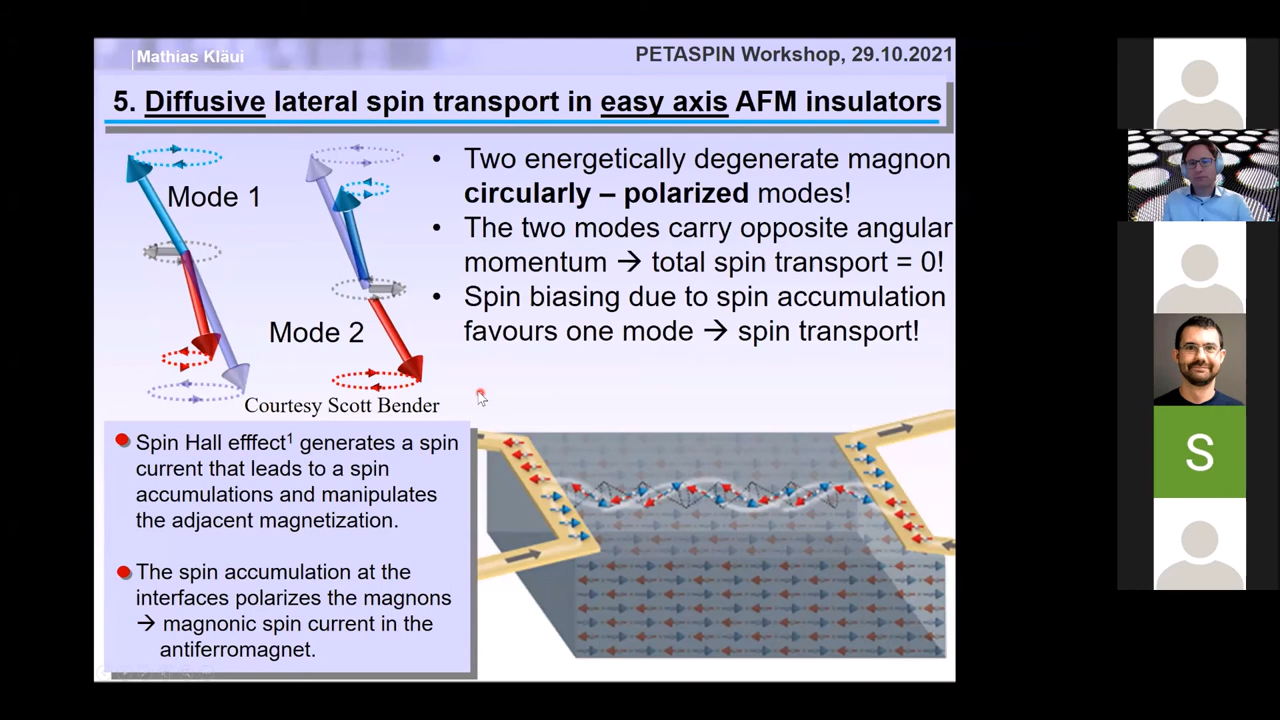 Mathias Kläui
PETASPIN Workshop, 29.10.2021
5. Diffusive lateral spin transport in easy axis AFM insulators
Mode 1
Mode 2
Courtesy Scott Bender
• Two energetically degenerate magnon
circularly – polarized modes!
• The two modes carry opposite angular
momentum → total spin transport = 0!
• Spin biasing due to spin accumulation
favours one mode → spin transport!
Spin Hall efffect¹ generates a spin
current that leads to a spin
accumulations and manipulates
the adjacent magnetization.
The spin accumulation at the
interfaces polarizes the magnons
→ magnonic spin current in the
antiferromagnet.
S